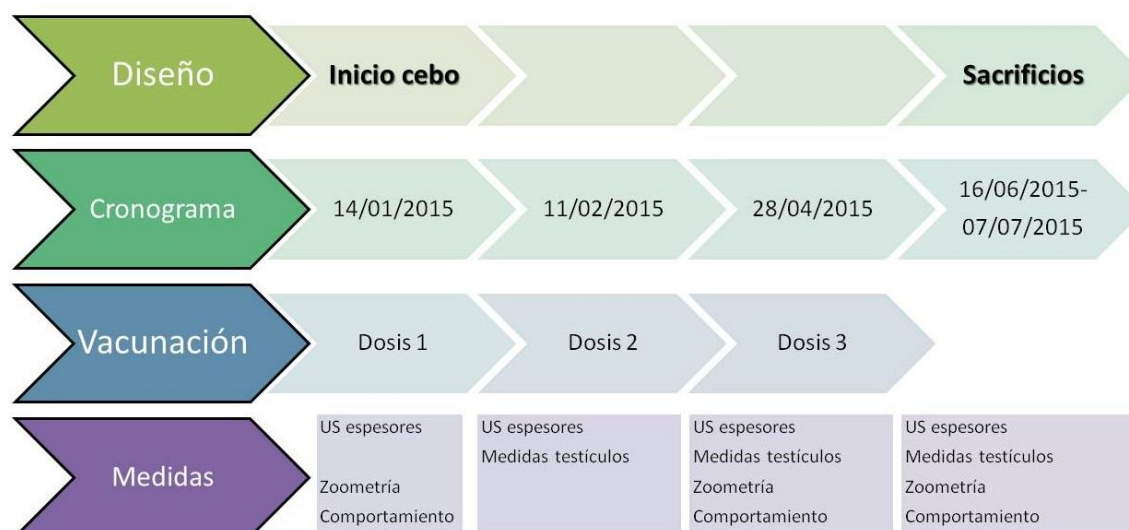 Diseño
Inicio cebo
Sacrificios
Cronograma
14/01/2015
11/02/2015
28/04/2015
16/06/2015-
07/07/2015
Vacunación
Dosis 1
Dosis 2
Dosis 3
Medidas
US espesores
Zoometría
Comportamiento
US espesores
Medidas testículos
US espesores
Medidas testículos
Zoometría
Comportamiento
US espesores
Medidas testículos
Zoometría
Comportamiento